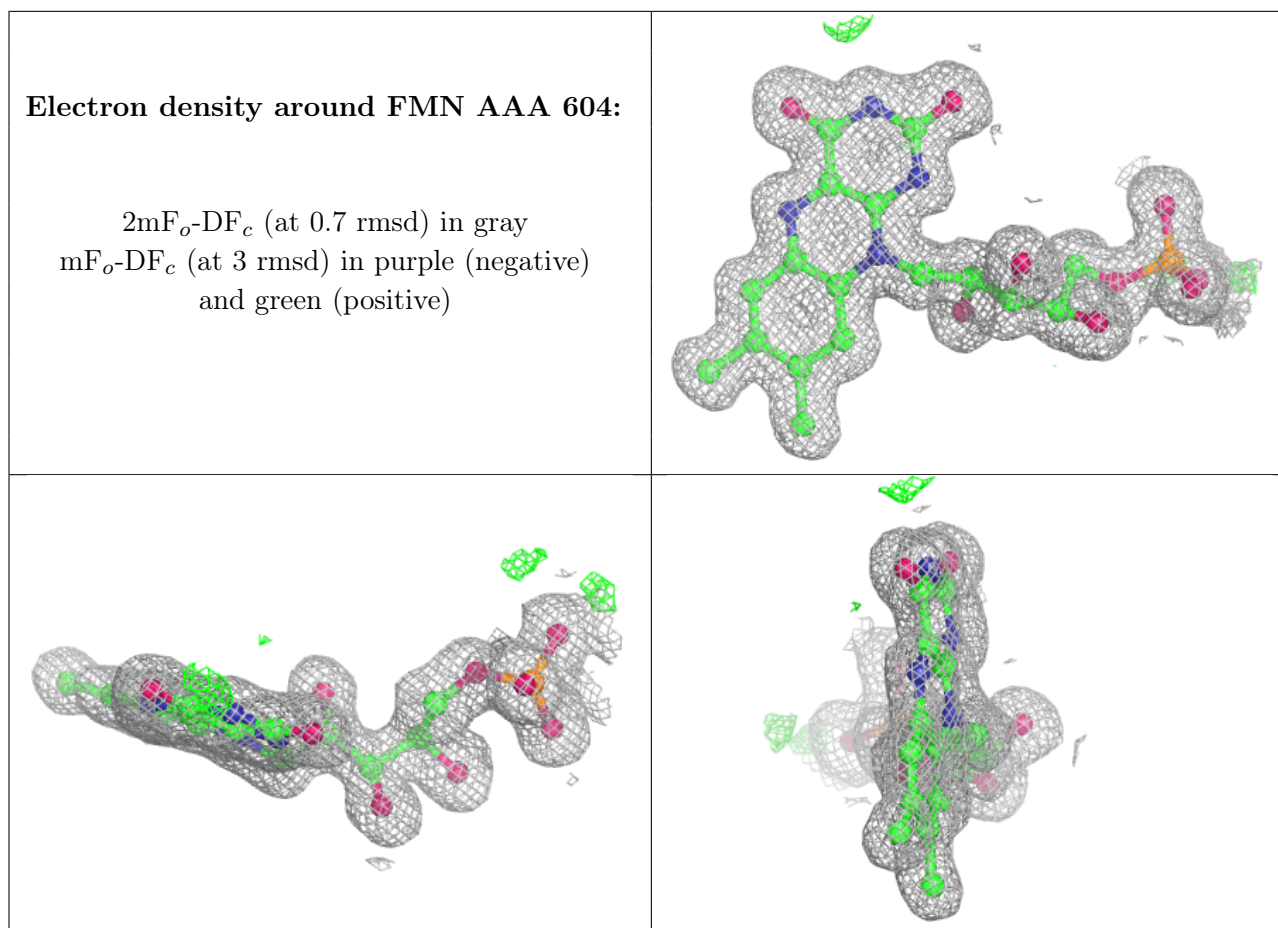 Electron density around FMN AAA 604:
2mFo-DFc (at 0.7 rmsd) in gray
mFo-DFc (at 3 rmsd) in purple (negative)
and green (positive)